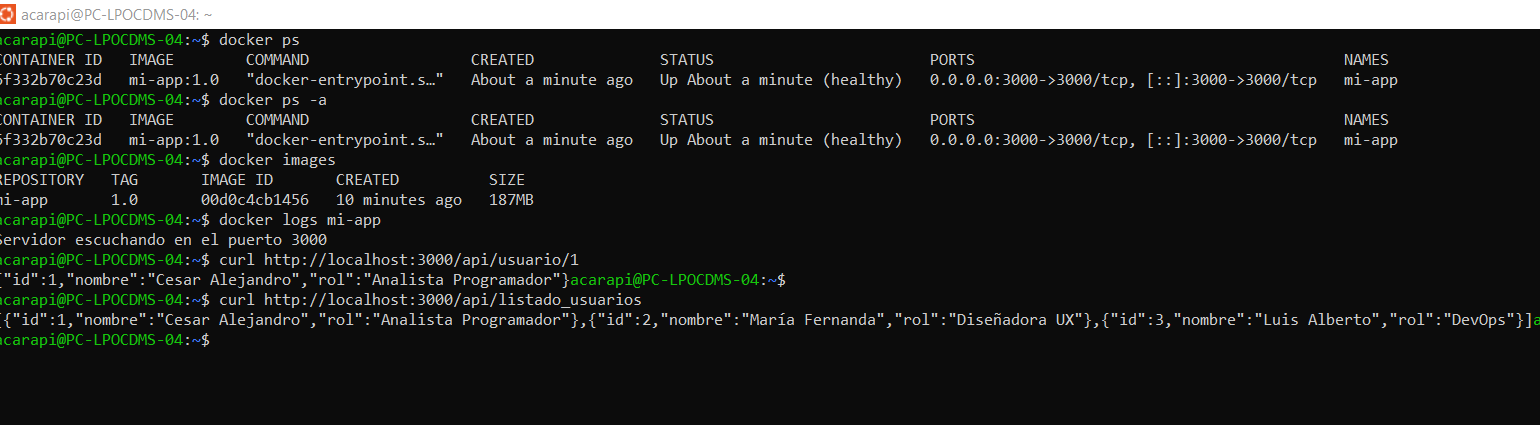 acarapi@PC-LPOCDMS-04: ~
acarapi@PC-LPOCDMS-04:~$ docker ps
CONTAINER ID IMAGE COMMAND CREATED STATUS PORTS NAMES
5f332b70c23d mi-app:1.0 "docker-entrypoint.s…" About a minute ago Up About a minute (healthy) 0.0.0.0:3000->3000/tcp, [::]:3000->3000/tcp mi-app
acarapi@PC-LPOCDMS-04:~$ docker ps -a
CONTAINER ID IMAGE COMMAND CREATED STATUS PORTS NAMES
5f332b70c23d mi-app:1.0 "docker-entrypoint.s…" About a minute ago Up About a minute (healthy) 0.0.0.0:3000->3000/tcp, [::]:3000->3000/tcp mi-app
acarapi@PC-LPOCDMS-04:~$ docker images
REPOSITORY TAG IMAGE ID CREATED SIZE
mi-app 1.0 00d0c4cb1456 10 minutes ago 187MB
acarapi@PC-LPOCDMS-04:~$ docker logs mi-app
Servidor escuchando en el puerto 3000
acarapi@PC-LPOCDMS-04:~$ curl http://localhost:3000/api/usuario/1
{"id":1,"nombre":"Cesar Alejandro","rol":"Analista Programador"}acarapi@PC-LPOCDMS-04:~$
acarapi@PC-LPOCDMS-04:~$ curl http://localhost:3000/api/listado_usuarios
[{"id":1,"nombre":"Cesar Alejandro","rol":"Analista Programador"},{"id":2,"nombre":"María Fernanda","rol":"Diseñadora UX"},{"id":3,"nombre":"Luis Alberto","rol":"DevOps"}]a
acarapi@PC-LPOCDMS-04:~$